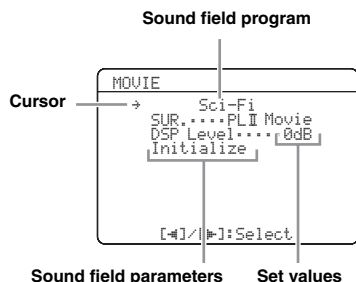 Sound field program
MOVIE
Cursor → Sci-Fi
SUR.····PLⅡ Movie
DSP Level····0dB
Initialize
[◀]/[▶]:Select
Sound field parameters Set values